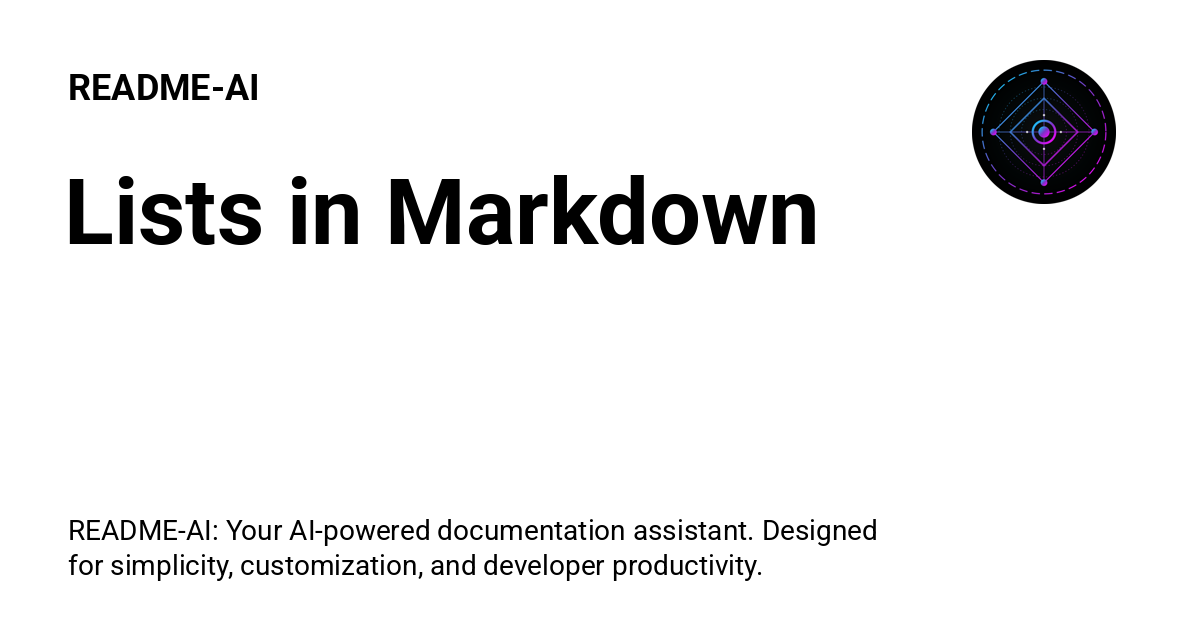 README-AI
Lists in Markdown
README-AI: Your AI-powered documentation assistant. Designed
for simplicity, customization, and developer productivity.